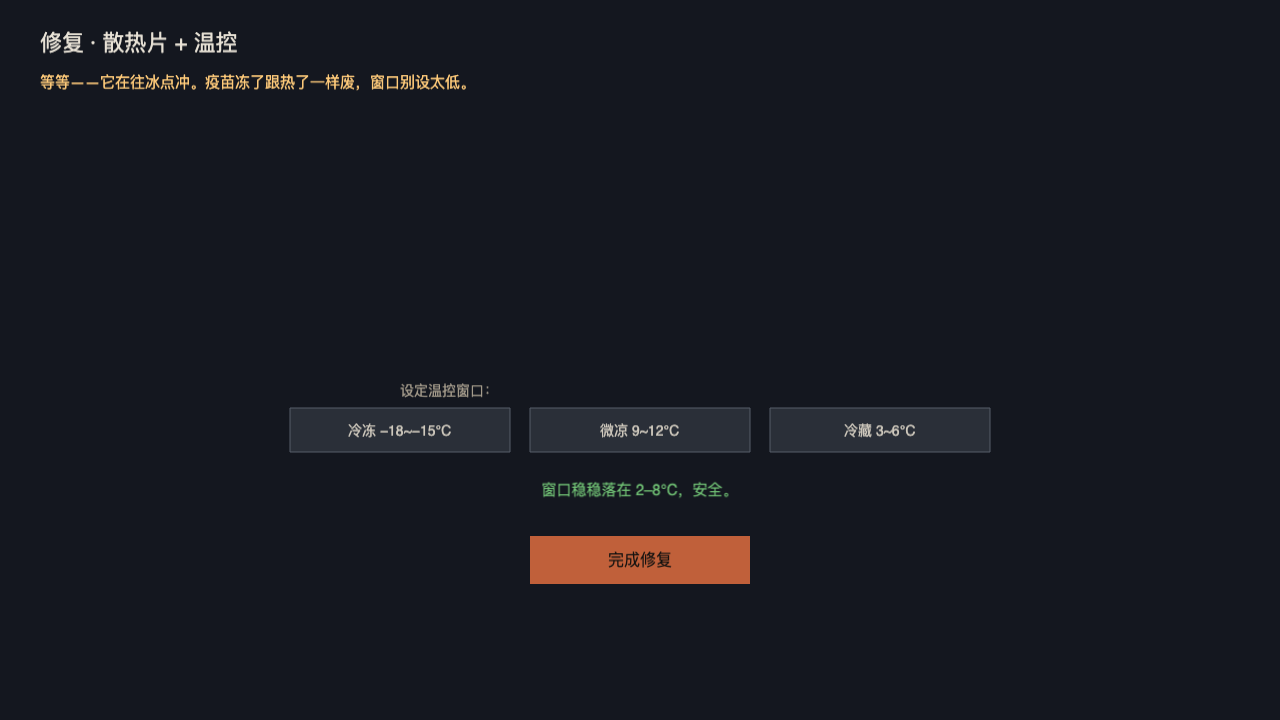 修复 · 散热片 + 温控
等等——它在往冰点冲。疫苗冻了跟热了一样废，窗口别设太低。
设定温控窗口：
冷冻 −18~−15°C
微凉 9~12°C
冷藏 3~6°C
窗口稳稳落在 2–8°C，安全。
完成修复